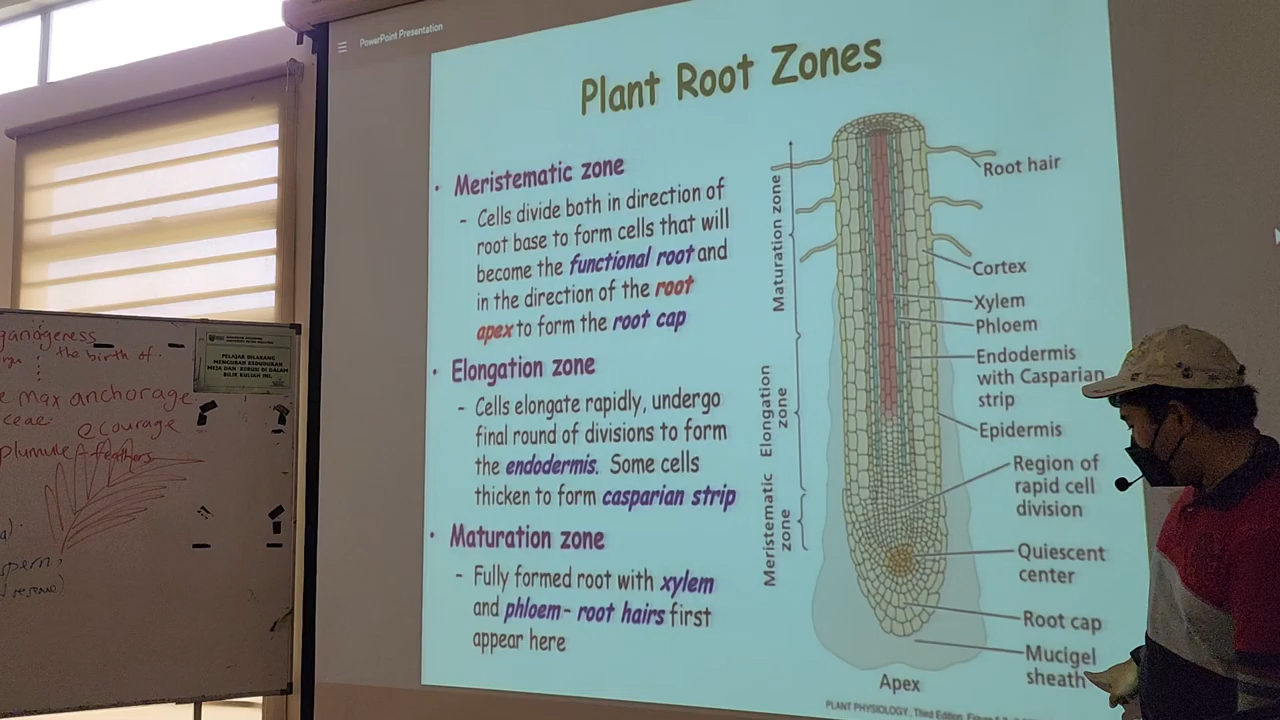 PowerPoint Presentation
Plant Root Zones
• Meristematic zone
- Cells divide both in direction of
root base to form cells that will
become the functional root and
in the direction of the root
apex to form the root cap
• Elongation zone
- Cells elongate rapidly, undergo
final round of divisions to form
the endodermis. Some cells
thicken to form casparian strip
• Maturation zone
- Fully formed root with xylem
and phloem- root hairs first
appear here
Maturation zone
Elongation
zone
Meristematic
zone
Root hair
Cortex
Xylem
Phloem
Endodermis
with Casparian
strip
Epidermis
Region of
rapid cell
division
Quiescent
center
Root cap
Mucigel
sheath
Apex
PLANT PHYSIOLOGY, Third Edition, Figure
the birth of
max anchorage
ceae
ecourage
plumule feathers
PELAJAR DILARANG
MENGUBAH KEDUDUKAN
MEJA DAN KERUSI DI DALAM
BILIK KULIAH INI.